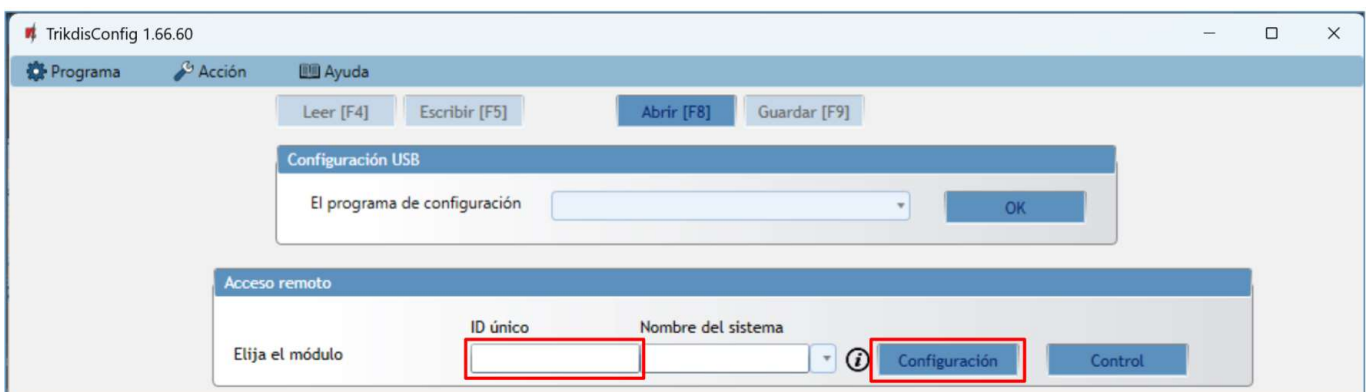 TrikdisConfig 1.66.60
Programa Acción Ayuda
Leer [F4] Escribir [F5] Abrir [F8] Guardar [F9]
Configuración USB
El programa de configuración OK
Acceso remoto
ID único Nombre del sistema
Elija el módulo i Configuración Control